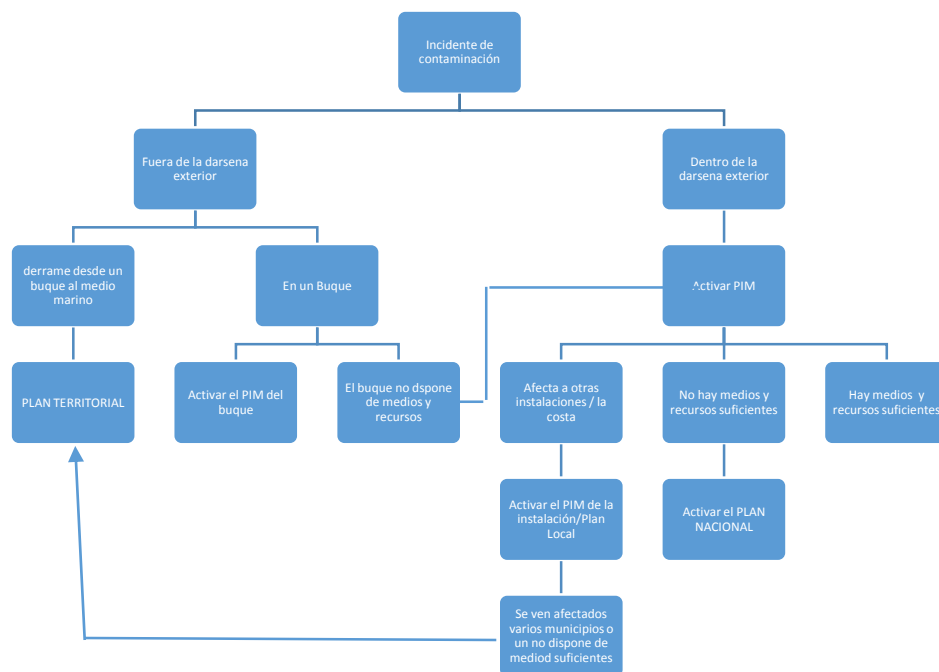 Incidente de
contaminación
Fuera de la darsena
exterior
Dentro de la
darsena exterior
derrame desde un
buque al medio
marino
En un Buque
Activar PIM
PLAN TERRITORIAL
Activar el PIM del
buque
El buque no dspone
de medios y
recursos
Afecta a otras
instalaciones / la
costa
No hay medios y
recursos suficientes
Hay medios y
recursos suficientes
Activar el PIM de la
instalación/Plan
Local
Activar el PLAN
NACIONAL
Se ven afectados
varios municipios o
un no dispone de
mediod suficientes